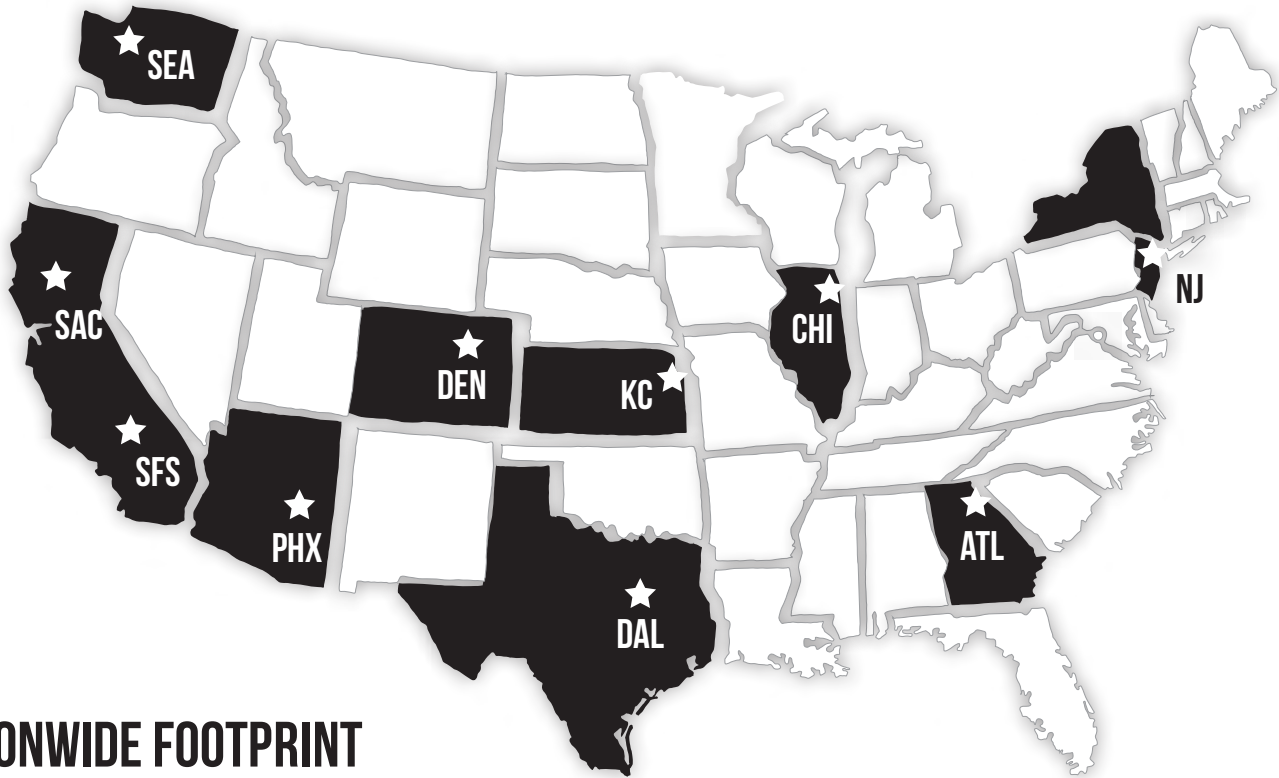 SEA
SAC
NJ
CHI
DEN
KC
SFS
PHX
ATL
DAL
ONWIDE FOOTPRINT